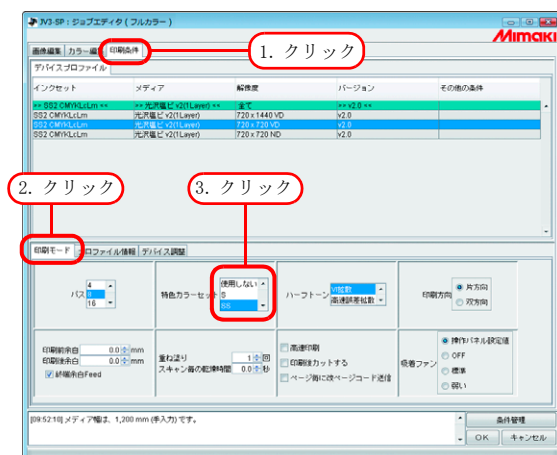 JV3-SP : ジョブエディタ ( フルカラー )
Mimaki
画像編集 カラー編 印刷条件
1. クリック
デバイスプロファイル
インクセット メディア 解像度 バージョン その他の条件
»» SS2 CMYKLcLm »» »» 光沢塩ビ v2(1Layer) »» 全て »» v2.0 »»
SS2 CMYKLcLm 光沢塩ビ v2(1Layer) 720 x 1440 VD v2.0
SS2 CMYKLcLm 光沢塩ビ v2(1Layer) 720 x 720 VD v2.0
SS2 CMYKLcLm 光沢塩ビ v2(1Layer) 720 x 720 ND v2.0
2. クリック
3. クリック
印刷モード プロファイル情報 デバイス調整
パス 4
8
16
特色カラーセット 使用しない
S
SS
ハーフトーン VI拡散
高速誤差拡散
印刷方向 片方向
双方向
印刷前余白 0.0 mm
印刷後余白 0.0 mm
終端余白Feed
重ね塗り 1 回
スキャン毎の乾燥時間 0.0 秒
高速印刷
印刷後カットする
ページ毎に改ページコード送信
吸着ファン 操作パネル設定値
OFF
標準
弱い
[09:52:10] メディア幅は、1,200 mm (手入力) です。
条件管理
OK キャンセル